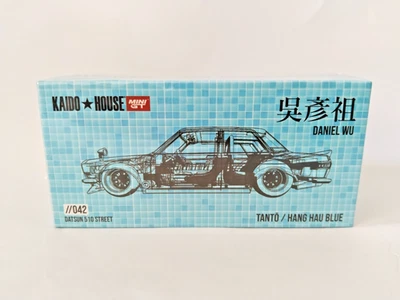 KAIDO★HOUSE MINI GT
吳彥祖
DANIEL WU
//042
DATSUN 510 STREET
TANTŌ / HANG HAU BLUE